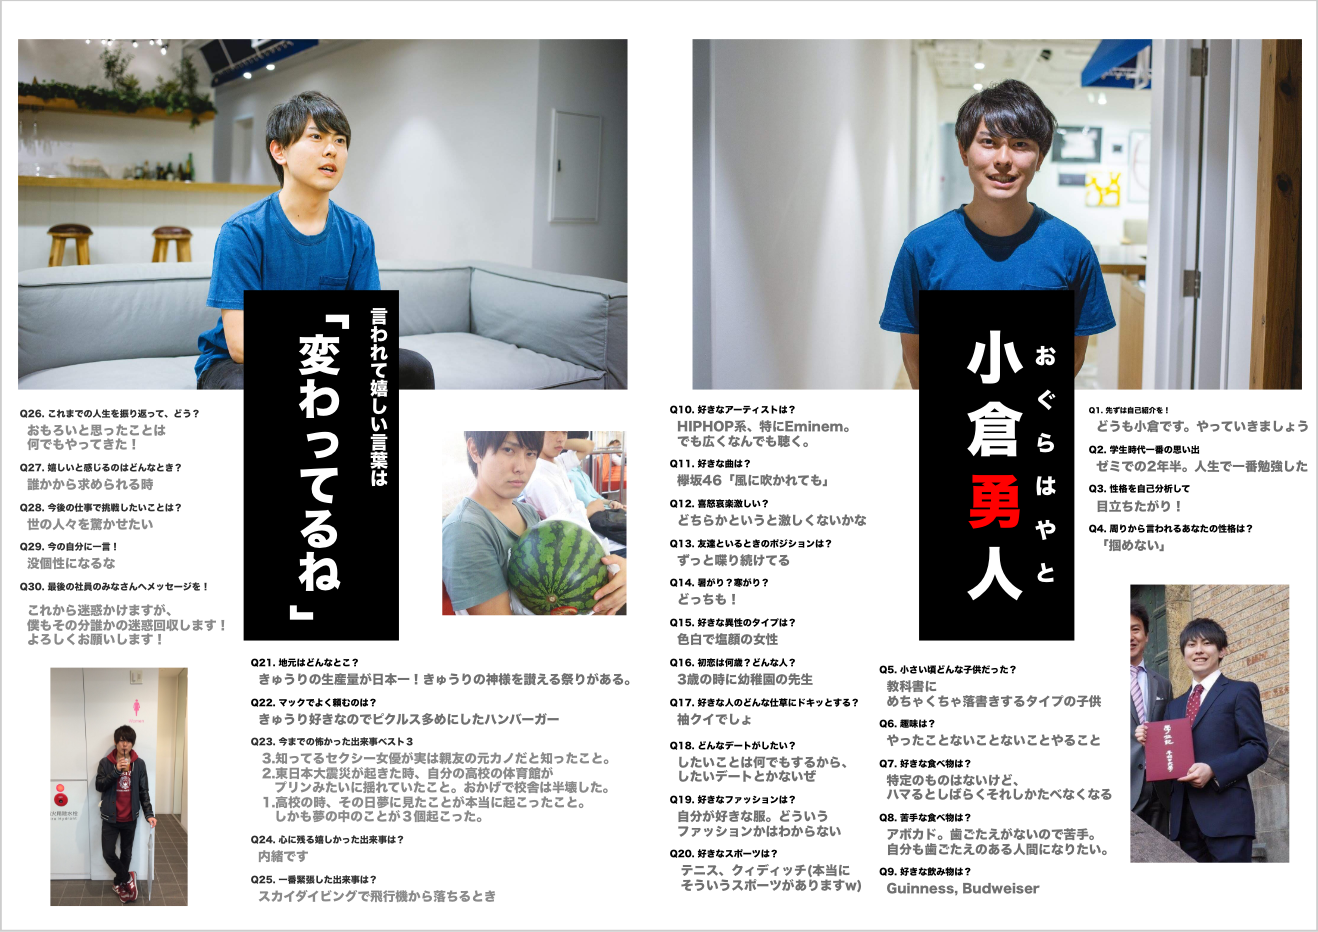 小倉勇人
おぐらはやと
Q1. 先ずは自己紹介を！
どうも小倉です。やっていきましょう
Q2. 学生時代一番の思い出
ゼミでの2年半。人生で一番勉強した
Q3. 性格を自己分析して
目立ちたがり！
Q4. 周りから言われるあなたの性格は？
「掴めない」
Q5. 小さい頃どんな子供だった？
教科書に
めちゃくちゃ落書きするタイプの子供
Q6. 趣味は？
やったことないことないことやること
Q7. 好きな食べ物は？
特定のものはないけど、
ハマるとしばらくそれしかたべなくなる
Q8. 苦手な食べ物は？
アボカド。歯ごたえがないので苦手。
自分も歯ごたえのある人間になりたい。
Q9. 好きな飲み物は？
Guinness, Budweiser
Q10. 好きなアーティストは？
HIPHOP系、特にEminem。
でも広くなんでも聴く。
Q11. 好きな曲は？
欅坂46「風に吹かれても」
Q12. 喜怒哀楽激しい？
どちらかというと激しくないかな
Q13. 友達といるときのポジションは？
ずっと喋り続けてる
Q14. 暑がり？寒がり？
どっちも！
Q15. 好きな異性のタイプは？
色白で塩顔の女性
Q16. 初恋は何歳？どんな人？
3歳の時に幼稚園の先生
Q17. 好きな人のどんな仕草にドキッとする？
袖クイでしょ
Q18. どんなデートがしたい？
したいことは何でもするから、
したいデートとかないぜ
Q19. 好きなファッションは？
自分が好きな服。どういう
ファッションかはわからない
Q20. 好きなスポーツは？
テニス、クィディッチ(本当に
そういうスポーツがありますw)
言われて嬉しい言葉は
「変わってるね」
Q21. 地元はどんなとこ？
きゅうりの生産量が日本一！きゅうりの神様を讃える祭りがある。
Q22. マックでよく頼むのは？
きゅうり好きなのでピクルス多めにしたハンバーガー
Q23. 今までの怖かった出来事ベスト３
３.知ってるセクシー女優が実は親友の元カノだと知ったこと。
２.東日本大震災が起きた時、自分の高校の体育館が
プリンみたいに揺れていたこと。おかげで校舎は半壊した。
１.高校の時、その日夢に見たことが本当に起こったこと。
しかも夢の中のことが３個起こった。
Q24. 心に残る嬉しかった出来事は？
内緒です
Q25. 一番緊張した出来事は？
スカイダイビングで飛行機から落ちるとき
Q26. これまでの人生を振り返って、どう？
おもろいと思ったことは
何でもやってきた！
Q27. 嬉しいと感じるのはどんなとき？
誰かから求められる時
Q28. 今後の仕事で挑戦したいことは？
世の人々を驚かせたい
Q29. 今の自分に一言！
没個性になるな
Q30. 最後の社員のみなさんへメッセージを！
これから迷惑かけますが、
僕もその分誰かの迷惑回収します！
よろしくお願いします！